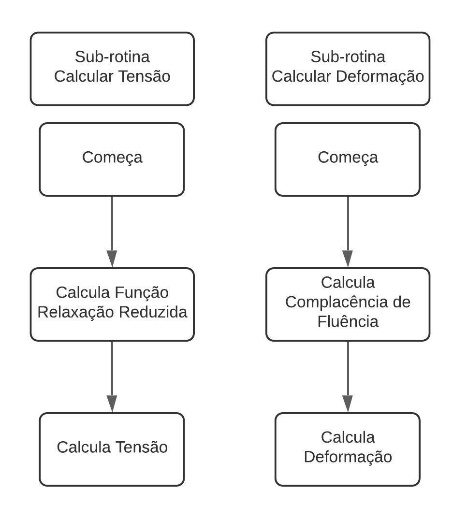 Sub-rotina
Calcular Tensão
Começa
Calcula Função
Relaxação Reduzida
Calcula Tensão
Sub-rotina
Calcular Deformação
Começa
Calcula
Complacência de
Fluência
Calcula
Deformação